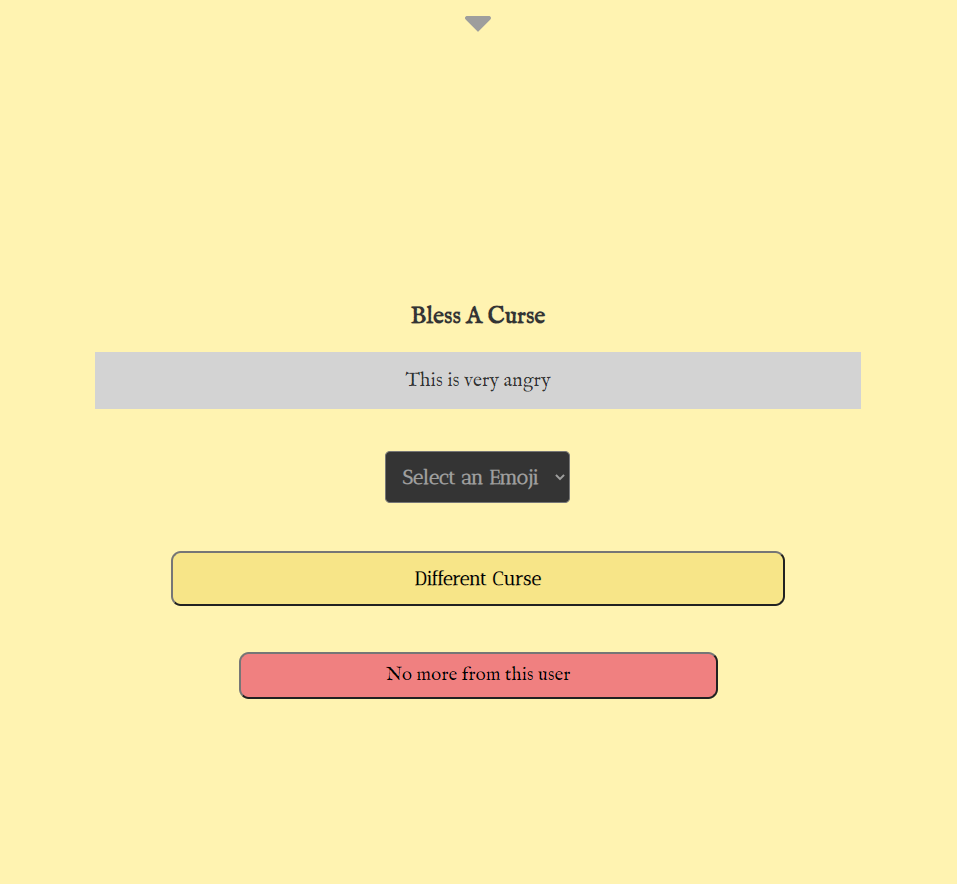 Bless A Curse
This is very angry
Select an Emoji
Different Curse
No more from this user